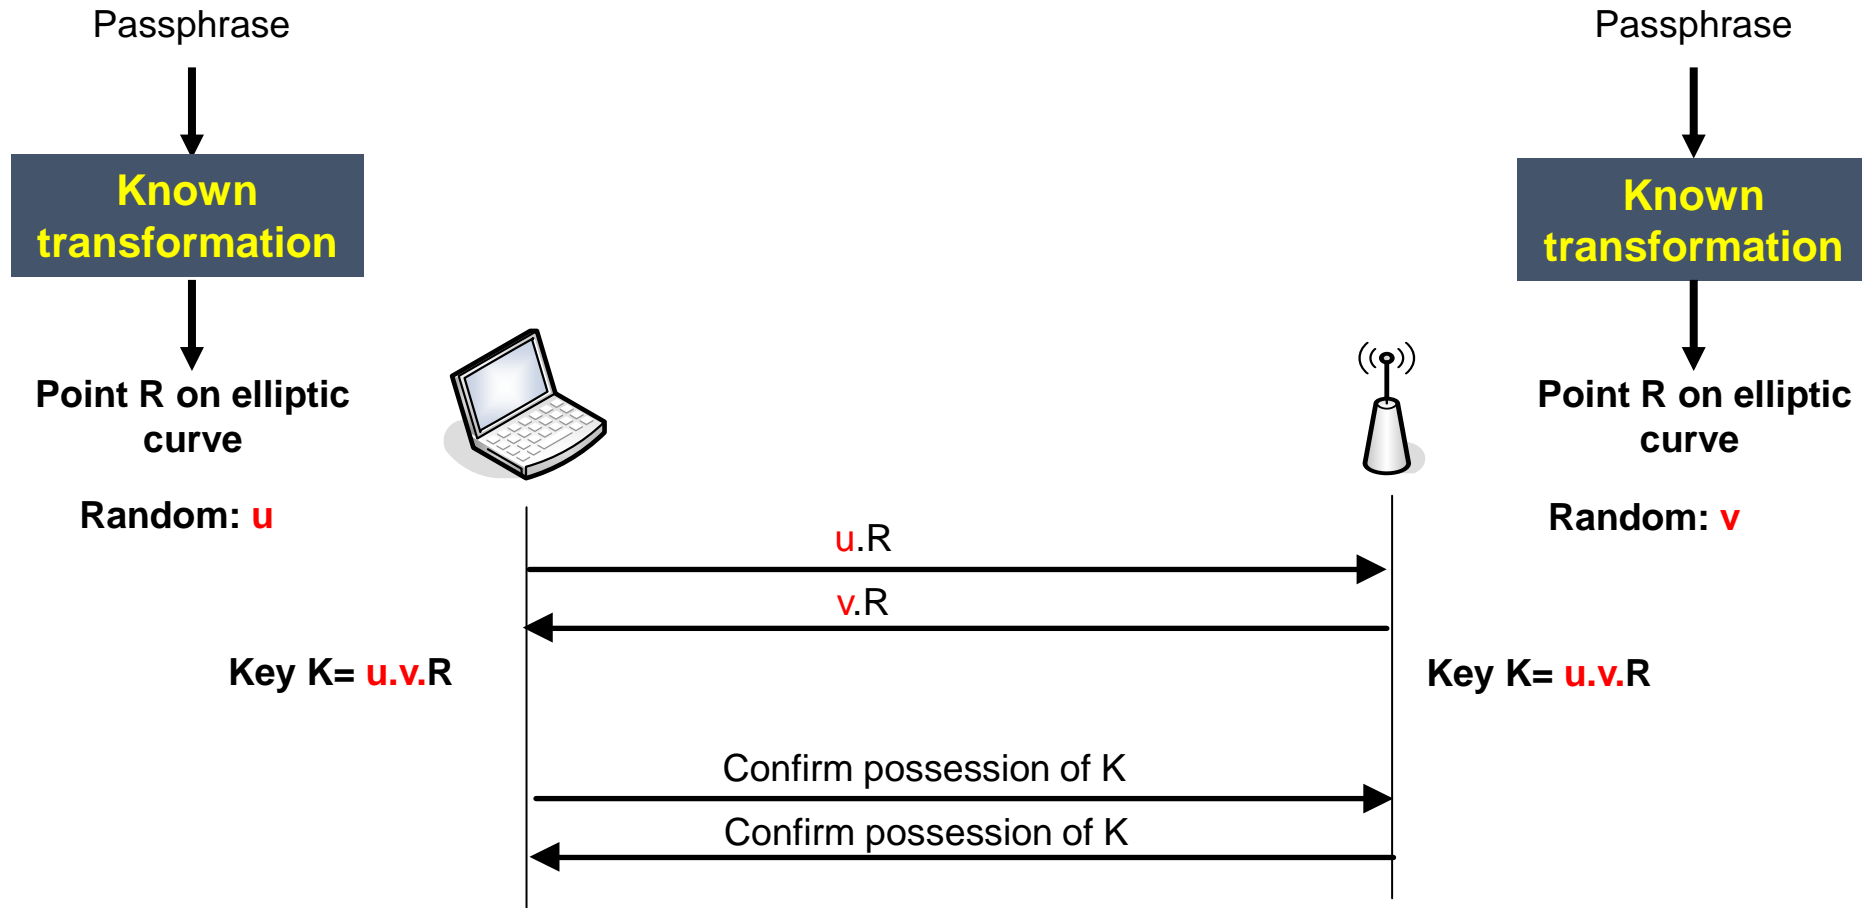 Passphrase
Passphrase
Known
transformation
Known
transformation
Point R on elliptic
curve
Point R on elliptic
curve
Random: u
Random: v
u.R
v.R
Key K= u.v.R
Key K= u.v.R
Confirm possession of K
Confirm possession of K